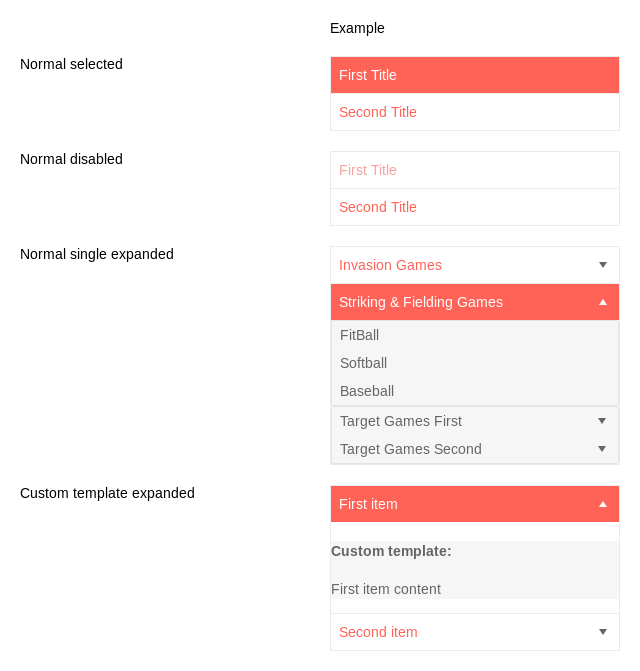 Example
Normal selected
First Title
Second Title
Normal disabled
First Title
Second Title
Normal single expanded
Invasion Games
Striking & Fielding Games
FitBall
Softball
Baseball
Target Games First
Target Games Second
Custom template expanded
First item
Custom template:
First item content
Second item